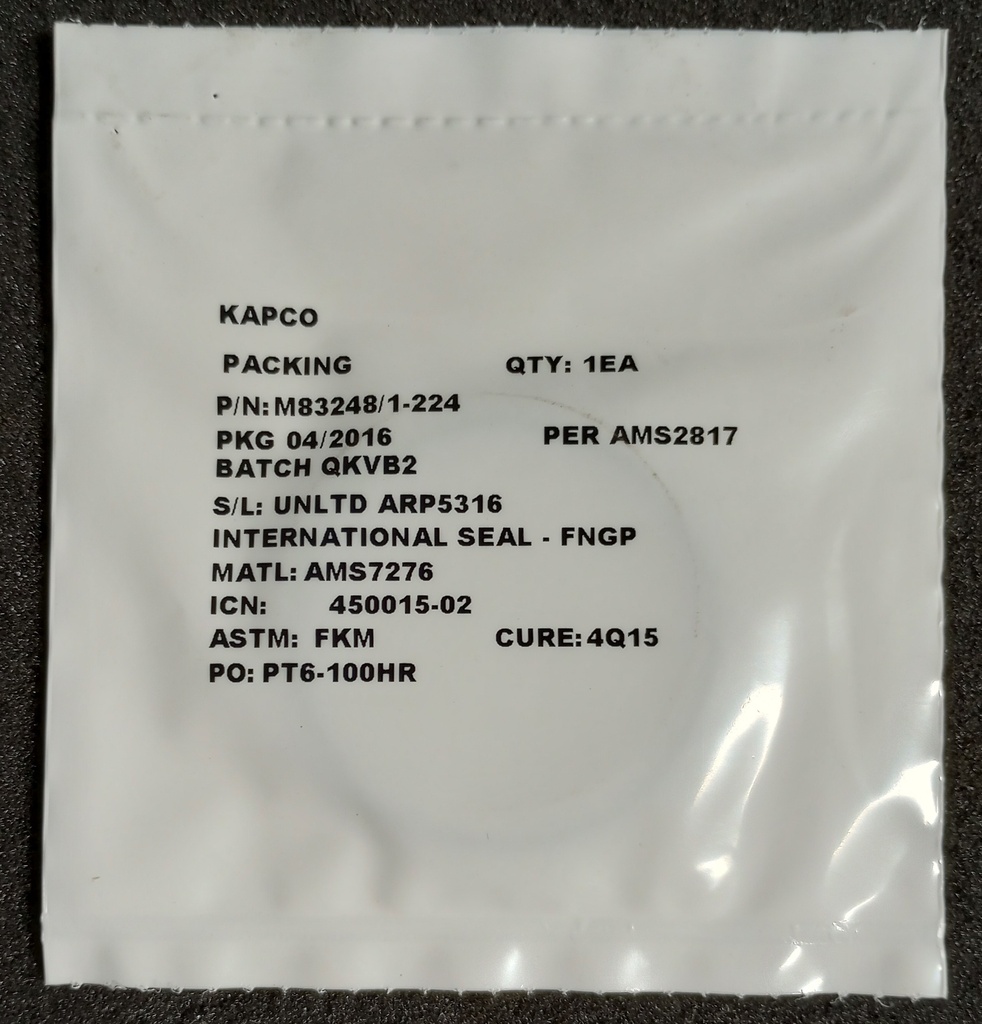 KAPCO
PACKING QTY: 1EA
P/N: M83248/1-224
PKG 04/2016 PER AMS2817
BATCH QKVB2
S/L: UNLTD ARP5316
INTERNATIONAL SEAL - FNGP
MATL: AMS7276
ICN: 450015-02
ASTM: FKM CURE: 4Q15
PO: PT6-100HR